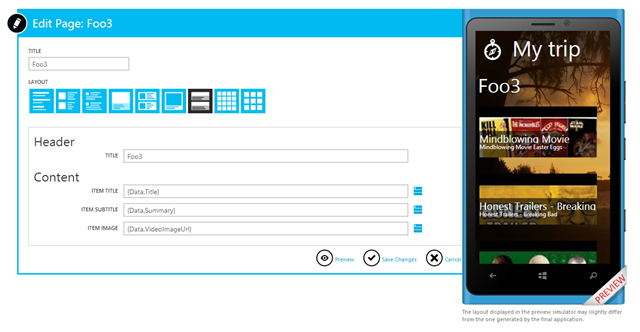 Edit Page: Foo3
TITLE
Foo3
LAYOUT
Header
TITLE
Foo3
Content
ITEM TITLE
{Data.Title}
ITEM SUBTITLE
{Data.Summary}
ITEM IMAGE
{Data.VideoImageUrl}
Preview
Save Changes
Cancel
My trip
Foo3
Mindblowing Movie
Mindblowing Movie Easter Eggs -
Honest Trailers - Breaking
Honest Trailers - Breaking Bad
PREVIEW
The layout displayed in the preview simulator may slightly differ
from the one generated by the final application.